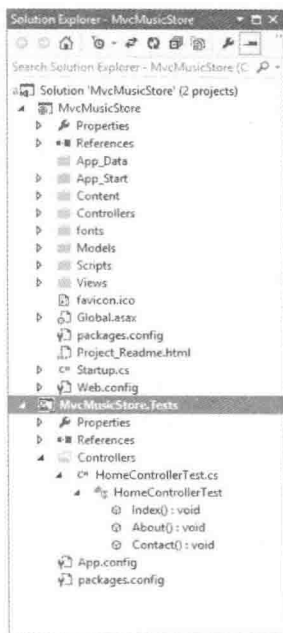 Solution Explorer - MvcMusicStore
Search Solution Explorer - MvcMusicStore (C
Solution 'MvcMusicStore' (2 projects)
MvcMusicStore
Properties
References
App_Data
App_Start
Content
Controllers
fonts
Models
Scripts
Views
favicon.ico
Global.asax
packages.config
Project_Readme.html
C# Startup.cs
Web.config
MvcMusicStore.Tests
Properties
References
Controllers
C# HomeControllerTest.cs
HomeControllerTest
Index() : void
About() : void
Contact() : void
App.config
packages.config